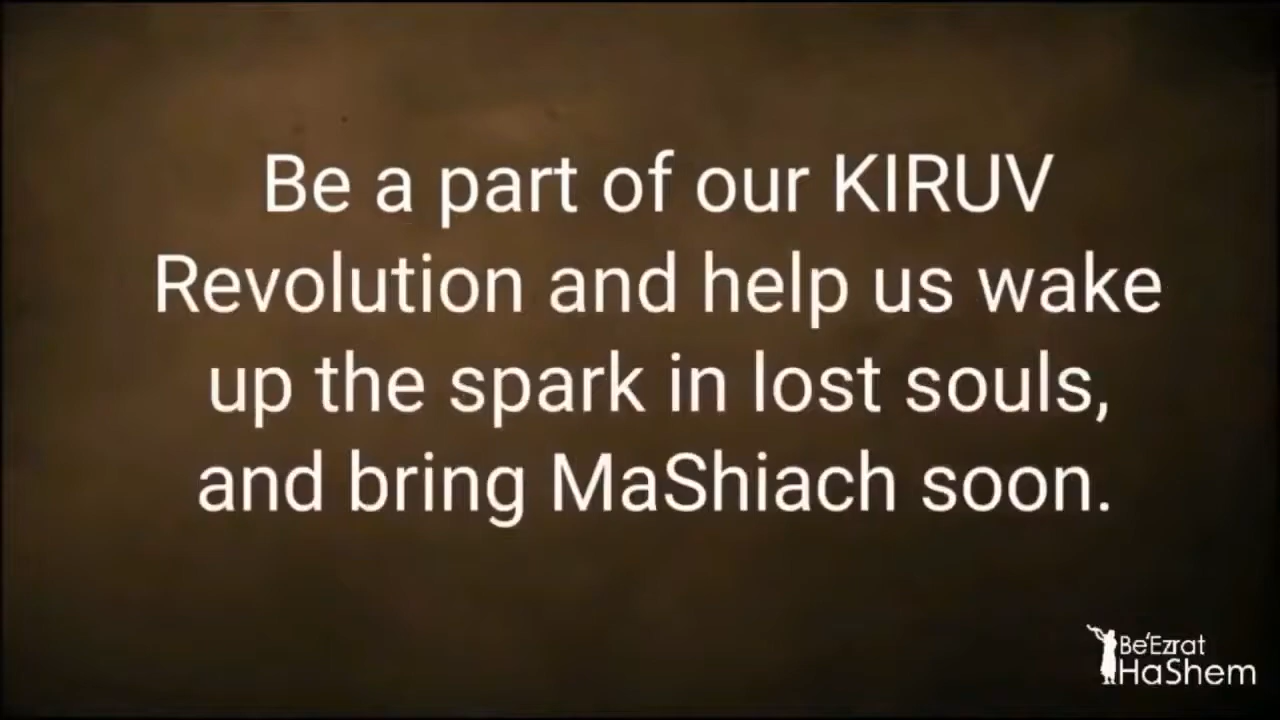 Be a part of our KIRUV
Revolution and help us wake
up the spark in lost souls,
and bring MaShiach soon.
Be'Ezrat
HaShem